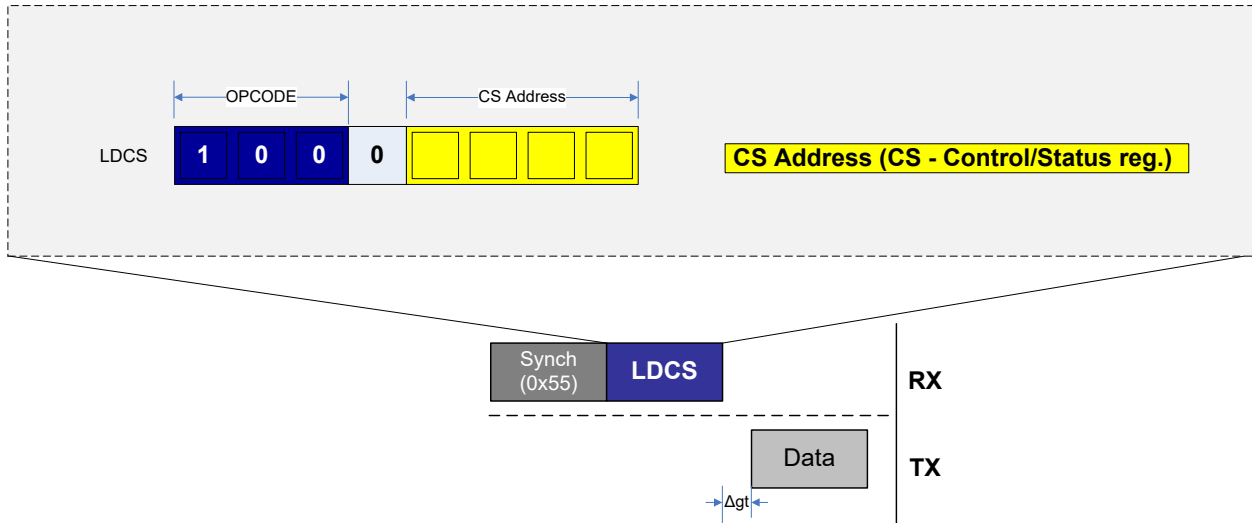 OPCODE
CS Address
LDCS
1 0 0 0
CS Address (CS - Control/Status reg.)
Synch
(0x55)
LDCS
RX
Data
TX
Δgt